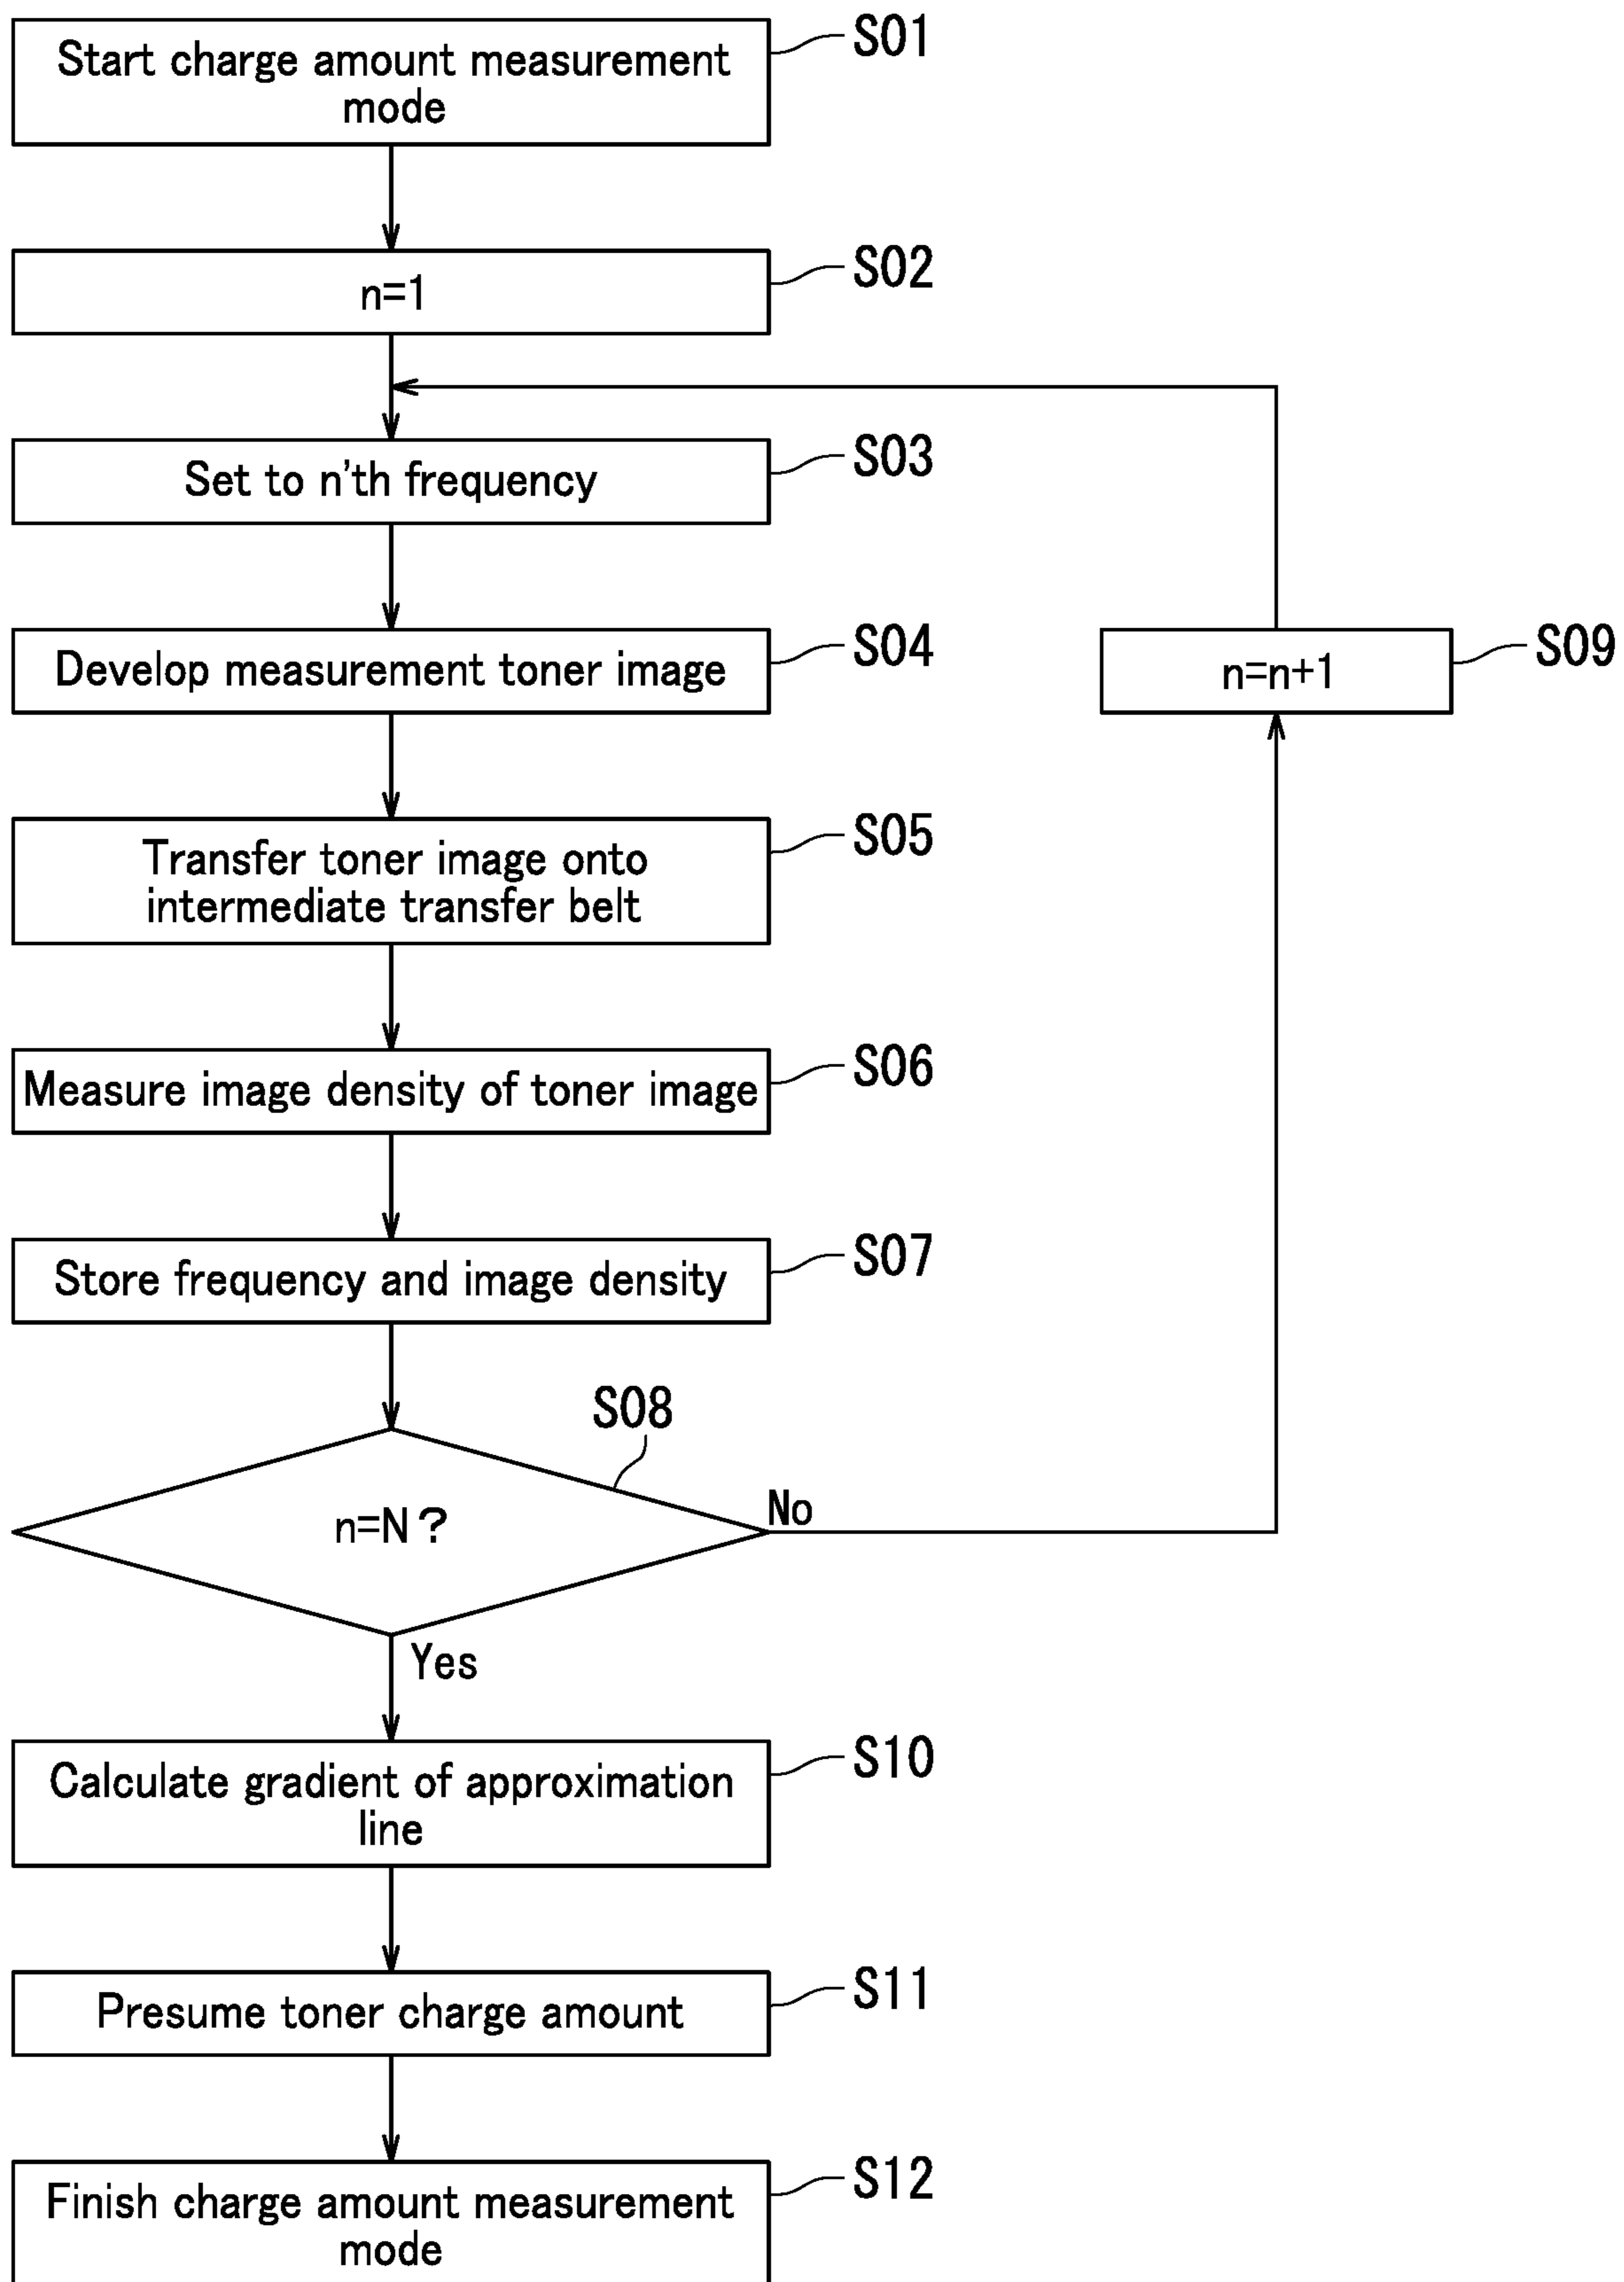 Start charge amount measurement
mode
S01
n=1
S02
Set to n'th frequency
S03
Develop measurement toner image
S04
n=n+1
S09
Transfer toner image onto
intermediate transfer belt
S05
Measure image density of toner image
S06
Store frequency and image density
S07
S08
n=N?
No
Yes
Calculate gradient of approximation
line
S10
Presume toner charge amount
S11
Finish charge amount measurement
mode
S12